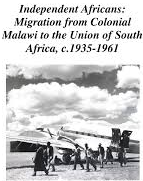 Independent Africans:
Migration from Colonial
Malawi to the Union of South
Africa, c.1935-1961